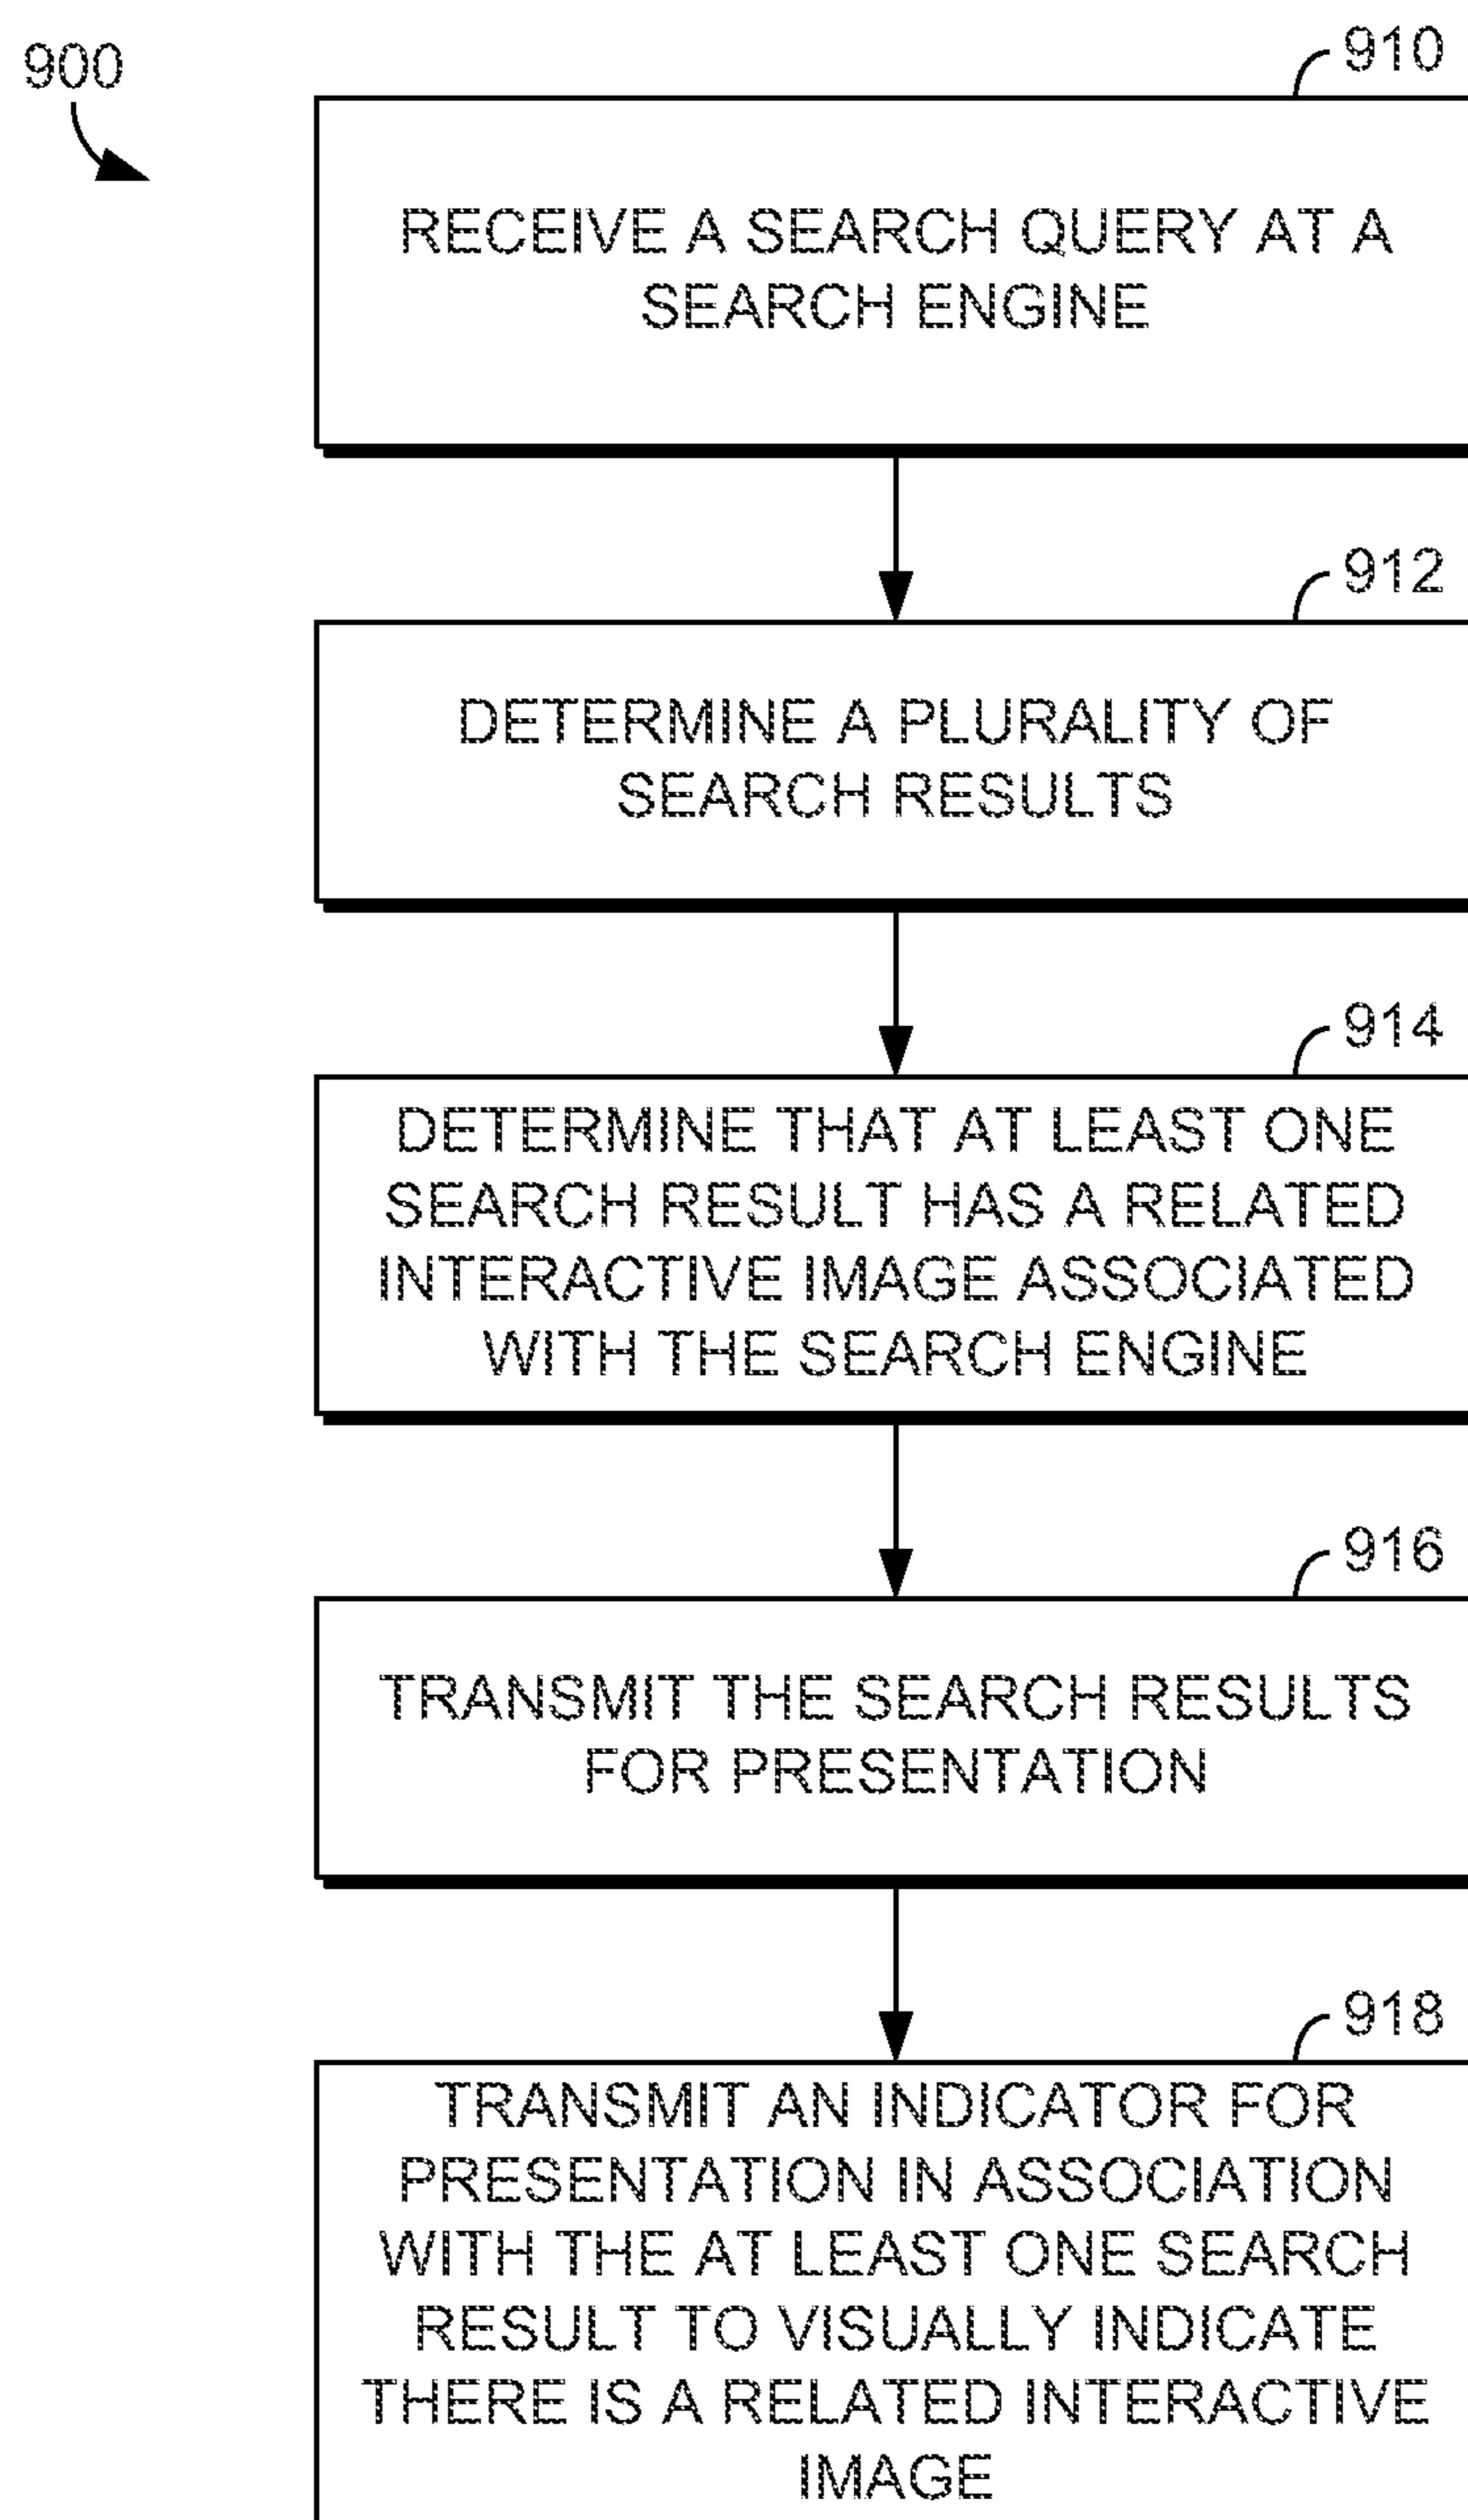 900
910
RECEIVE A SEARCH QUERY AT A
SEARCH ENGINE
912
DETERMINE A PLURALITY OF
SEARCH RESULTS
914
DETERMINE THAT AT LEAST ONE
SEARCH RESULT HAS A RELATED
INTERACTIVE IMAGE ASSOCIATED
WITH THE SEARCH ENGINE
916
TRANSMIT THE SEARCH RESULTS
FOR PRESENTATION
918
TRANSMIT AN INDICATOR FOR
PRESENTATION IN ASSOCIATION
WITH THE AT LEAST ONE SEARCH
RESULT TO VISUALLY INDICATE
THERE IS A RELATED INTERACTIVE
IMAGE